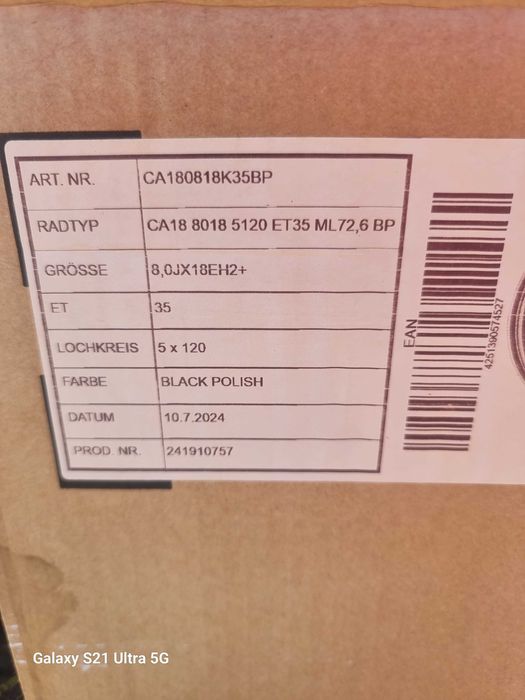 ART. NR. CA180818K35BP
RADTYP CA18 8018 5120 ET35 ML72,6 BP
GRÖSSE 8,0JX18EH2+
ET 35
LOCHKREIS 5 x 120
FARBE BLACK POLISH
DATUM 10.7.2024
PROD. NR. 241910757
EAN
4251390574527
Galaxy S21 Ultra 5G